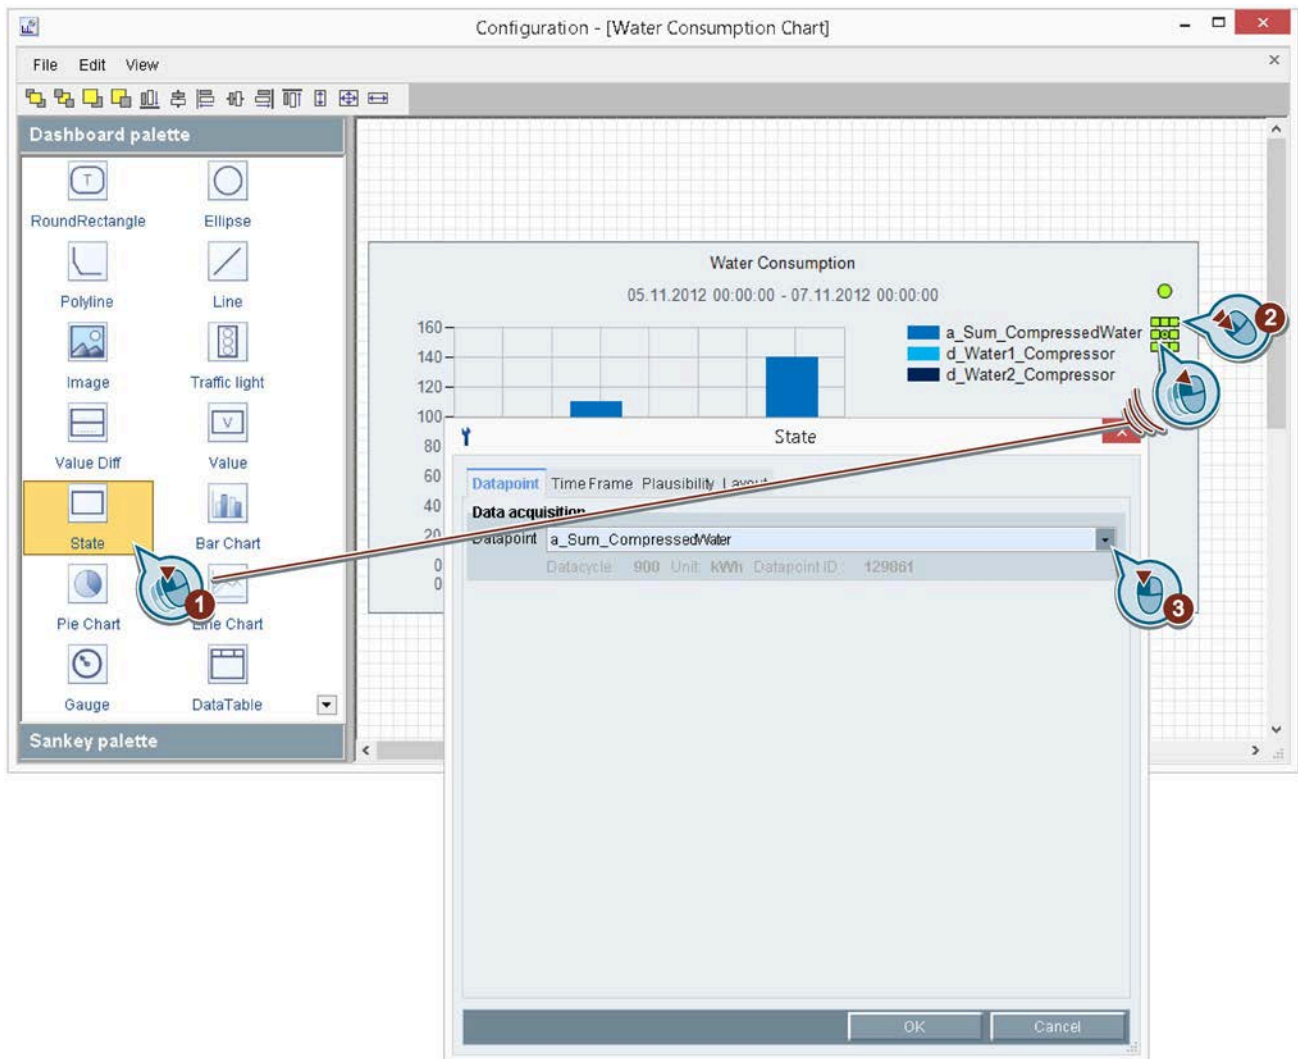 Configuration - [Water Consumption Chart]
File Edit View
Dashboard palette
T
RoundRectangle Ellipse
Polyline Line
Image Traffic light
V
Value Diff Value
State Bar Chart
Pie Chart Line Chart
Gauge DataTable
Sankey palette
Water Consumption
05.11.2012 00:00:00 - 07.11.2012 00:00:00
160
140
120
100
80
60
40
20
0
0
a_Sum_CompressedWater
d_Water1_Compressor
d_Water2_Compressor
1
2
3
State
Datapoint Time Frame Plausibility Layout
Data acquisition
Datapoint a_Sum_CompressedWater
Datacycle: 900 Unit: kWh Datapoint ID: 129861
OK Cancel